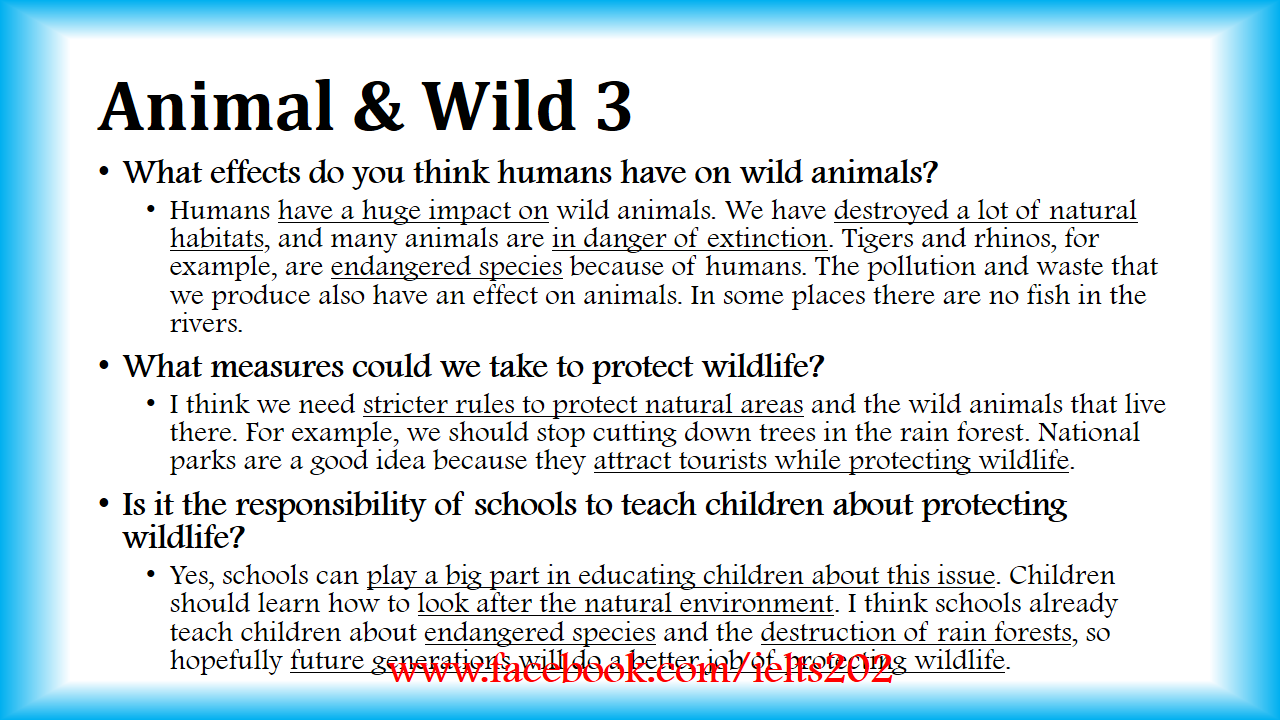 Animal & Wild 3
• What effects do you think humans have on wild animals?
• Humans have a huge impact on wild animals. We have destroyed a lot of natural
habitats, and many animals are in danger of extinction. Tigers and rhinos, for
example, are endangered species because of humans. The pollution and waste that
we produce also have an effect on animals. In some places there are no fish in the
rivers.
• What measures could we take to protect wildlife?
• I think we need stricter rules to protect natural areas and the wild animals that live
there. For example, we should stop cutting down trees in the rain forest. National
parks are a good idea because they attract tourists while protecting wildlife.
• Is it the responsibility of schools to teach children about protecting
wildlife?
• Yes, schools can play a big part in educating children about this issue. Children
should learn how to look after the natural environment. I think schools already
teach children about endangered species and the destruction of rain forests, so
hopefully future generations will do a better job of protecting wildlife.
www.facebook.com/ielts202